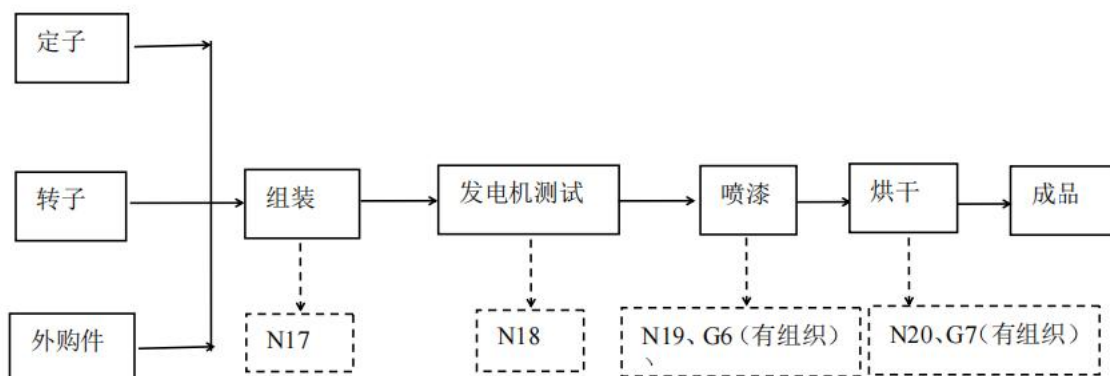 定子
转子
组装
发电机测试
喷漆
烘干
成品
外购件
N17
N18
N19、G6（有组织）
、
N20、G7（有组织）